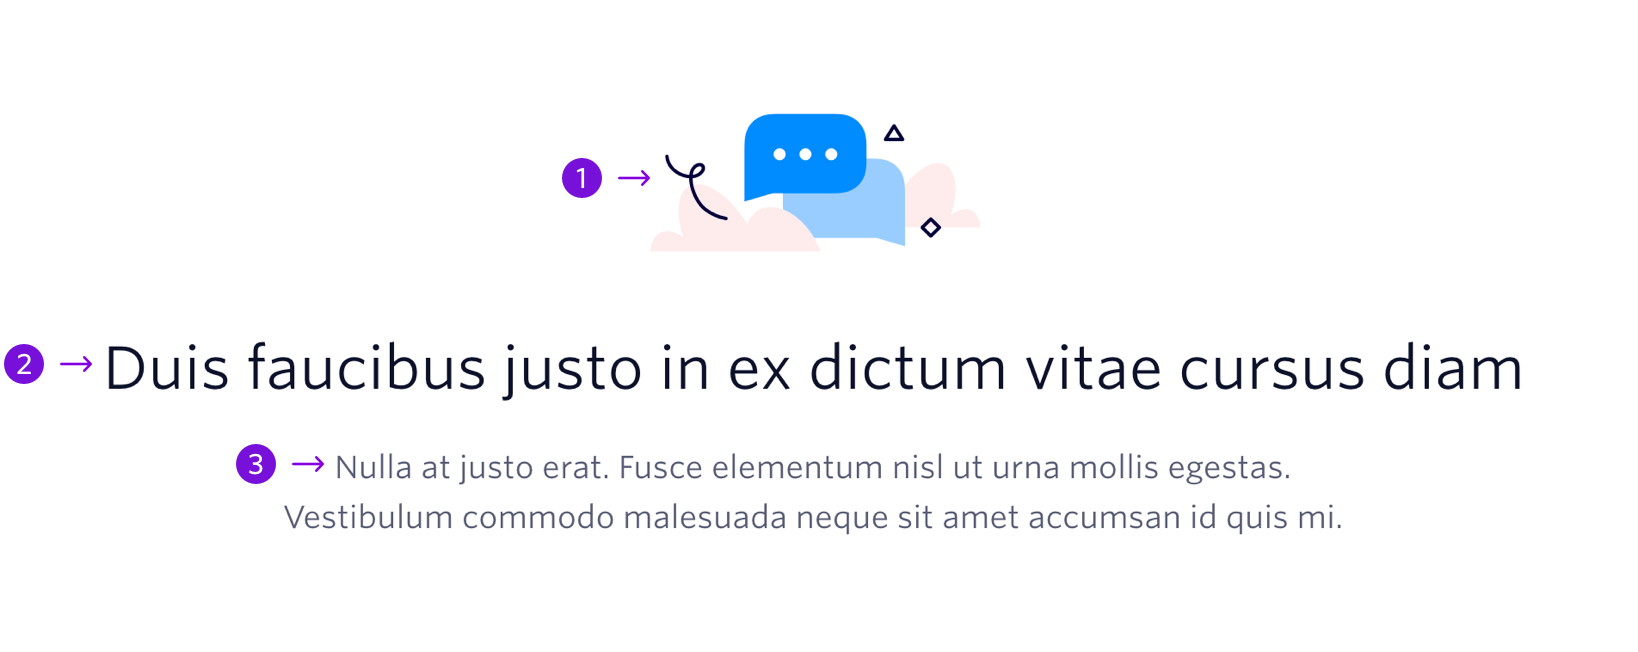 1
2 Duis faucibus justo in ex dictum vitae cursus diam
3 Nulla at justo erat. Fusce elementum nisl ut urna mollis egestas.
Vestibulum commodo malesuada neque sit amet accumsan id quis mi.